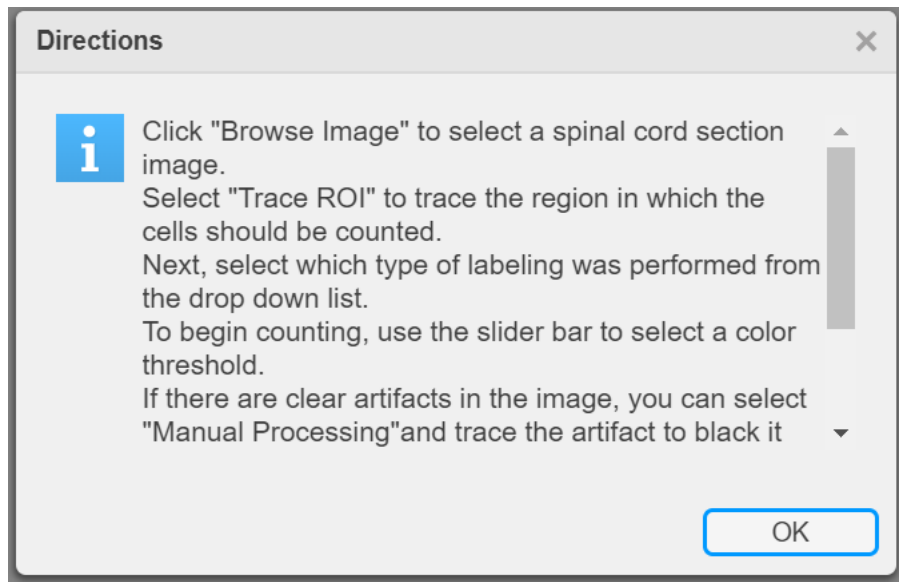 Directions
Click "Browse Image" to select a spinal cord section
image.
Select "Trace ROI" to trace the region in which the
cells should be counted.
Next, select which type of labeling was performed from
the drop down list.
To begin counting, use the slider bar to select a color
threshold.
If there are clear artifacts in the image, you can select
"Manual Processing"and trace the artifact to black it
OK